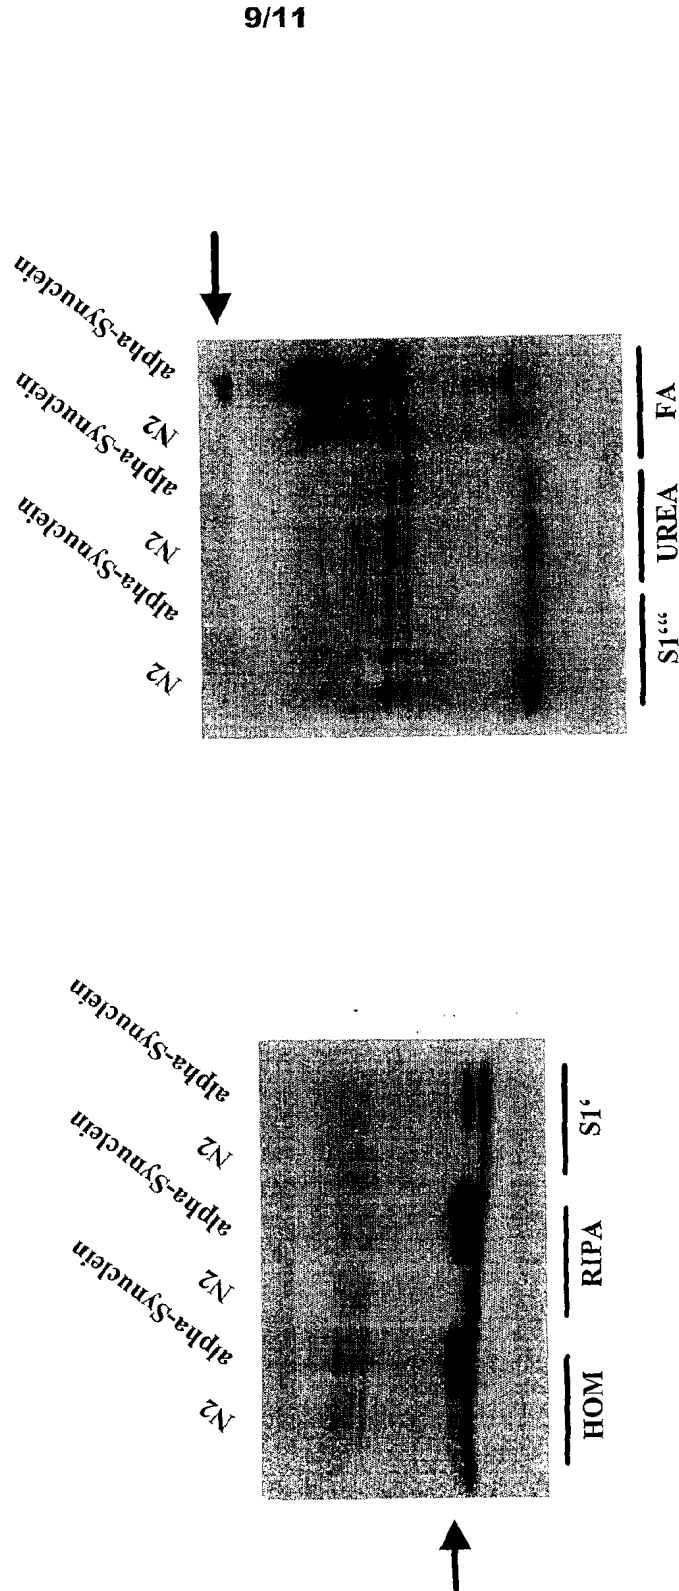 9/11
alpha-Synuclein
N2
alpha-Synuclein
N2
alpha-Synuclein
N2
FA
UREA
S1“‘
alpha-Synuclein
N2
alpha-Synuclein
N2
alpha-Synuclein
N2
S1‘
RIPA
HOM